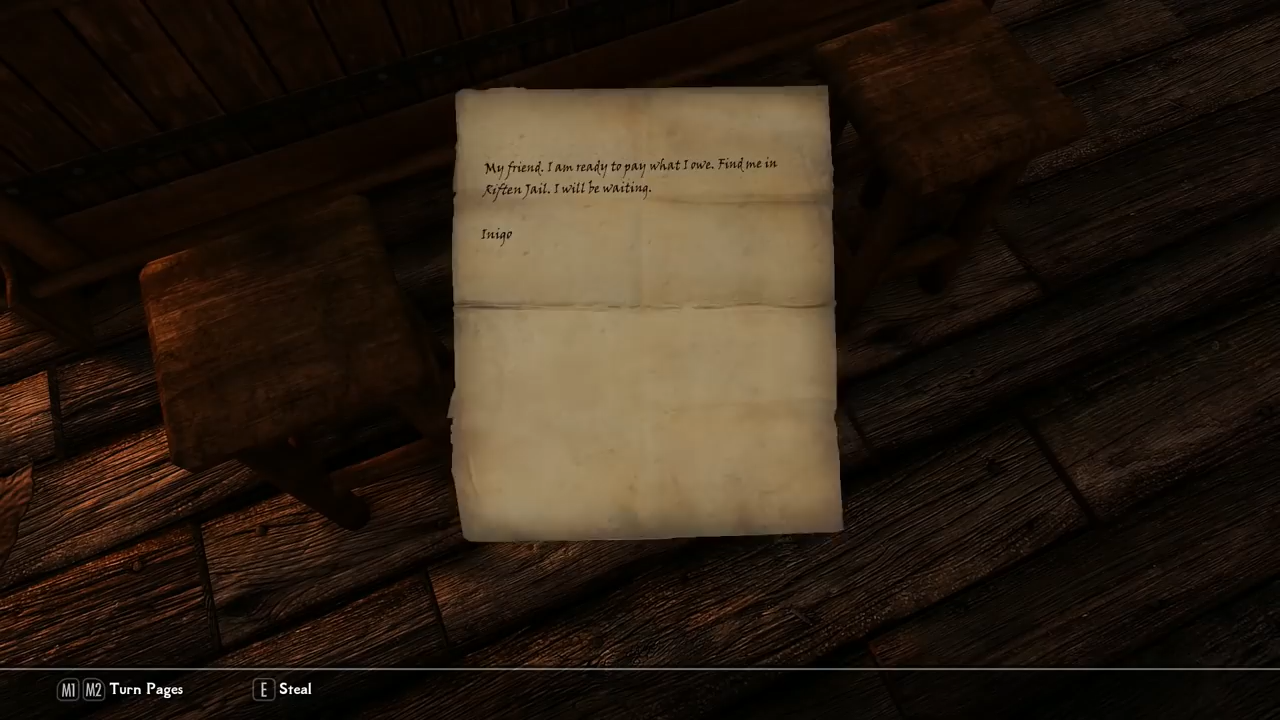 My friend. I am ready to pay what I owe. Find me in
Riften Jail. I will be waiting.
Inigo
M1 M2 Turn Pages E Steal